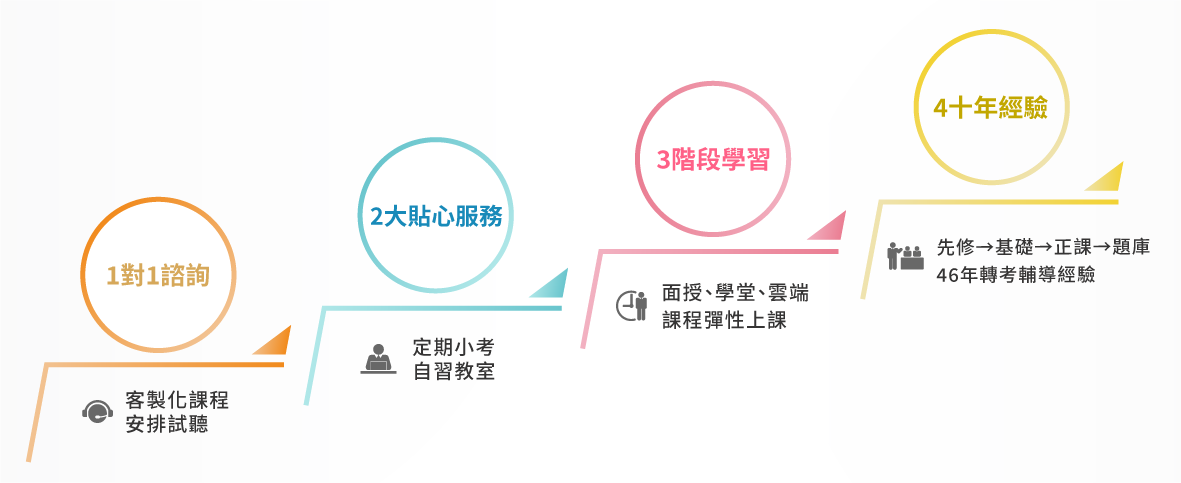 1對1諮詢
客製化課程
安排試聽
2大貼心服務
定期小考
自習教室
3階段學習
面授、學堂、雲端
課程彈性上課
4十年經驗
先修→基礎→正課→題庫
46年轉考輔導經驗